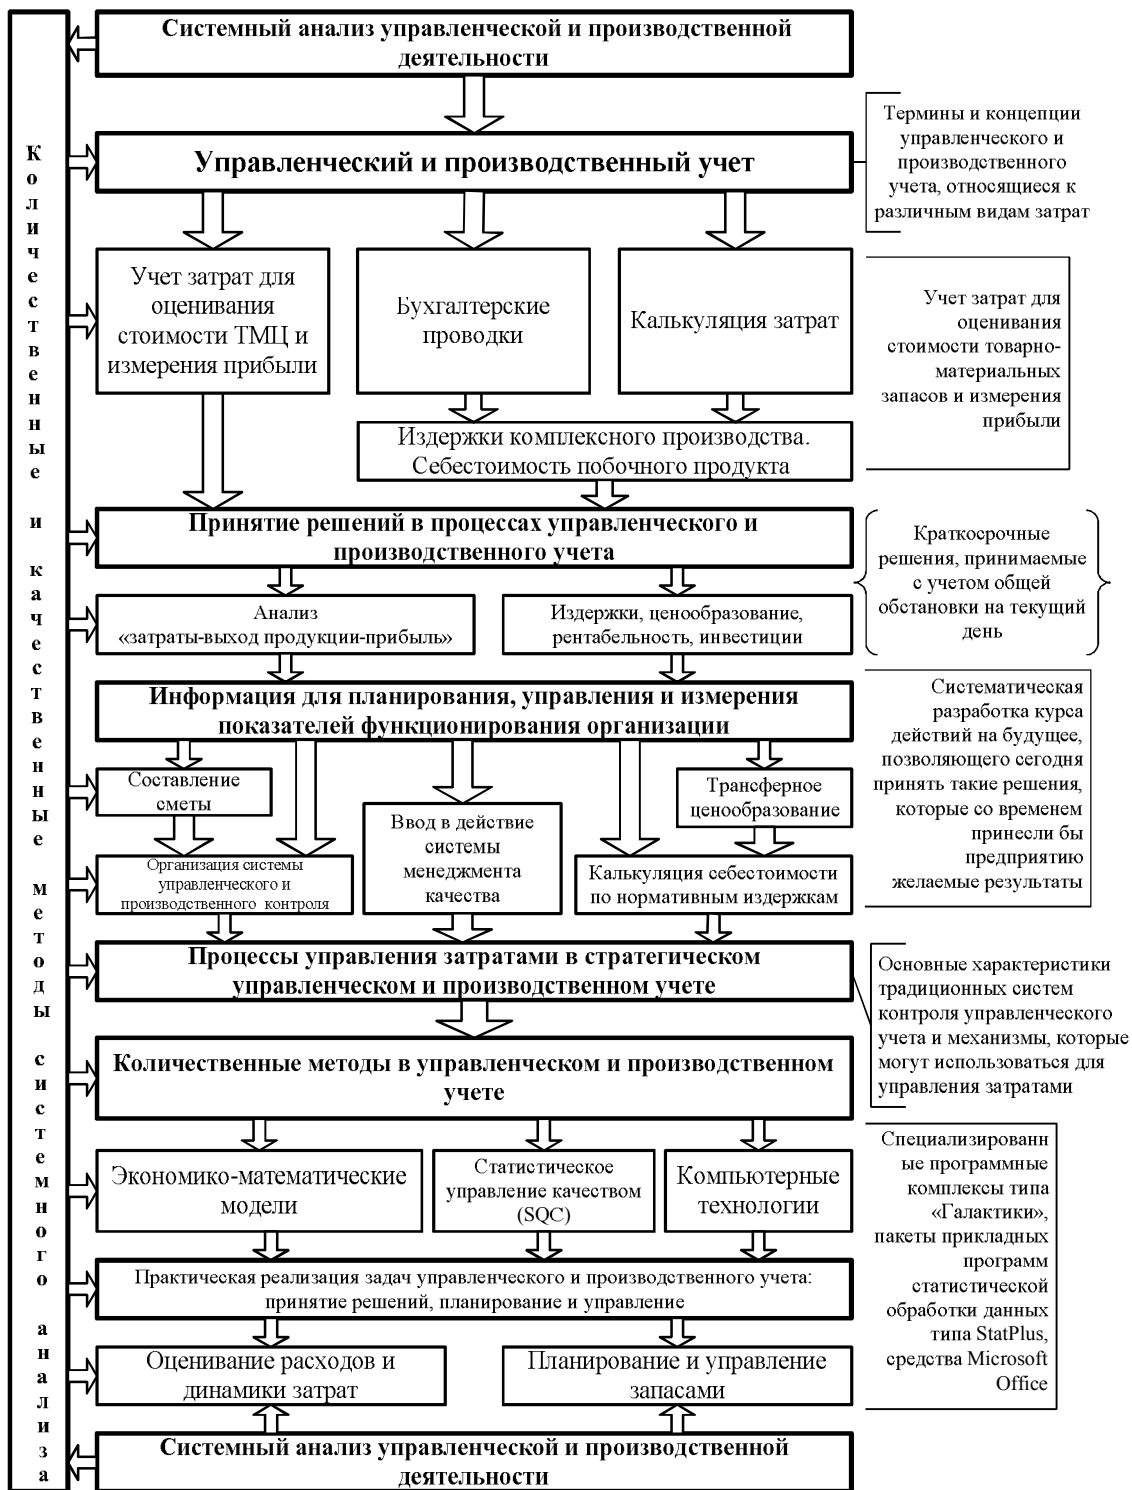 Системный анализ управленческой и производственной
деятельности
Количественные и качественные методы системного анализа
Управленческий и производственный учет
Термины и концепции
управленческого и
производственного
учета, относящиеся к
различным видам затрат
Учет затрат для
оценивания
стоимости ТМЦ и
измерения прибыли
Бухгалтерские
проводки
Калькуляция затрат
Учет затрат для
оценивания
стоимости товарно-
материальных
запасов и измерения
прибыли
Издержки комплексного производства.
Себестоимость побочного продукта
Принятие решений в процессах управленческого и
производственного учета
Краткосрочные
решения, принимаемые
с учетом общей
обстановки на текущий
день
Анализ
«затраты-выход продукции-прибыль»
Издержки, ценообразование,
рентабельность, инвестиции
Информация для планирования, управления и измерения
показателей функционирования организации
Систематическая
разработка курса
действий на будущее,
позволяющего сегодня
принять такие решения,
которые со временем
принесли бы
предприятию
желаемые результаты
Составление
сметы
Ввод в действие
системы
менеджмента
качества
Трансферное
ценообразование
Организация системы
управленческого и
производственного контроля
Калькуляция себестоимости
по нормативным издержкам
Процессы управления затратами в стратегическом
управленческом и производственном учете
Основные характеристики
традиционных систем
контроля управленческого
учета и механизмы, которые
могут использоваться для
управления затратами
Количественные методы в управленческом и производственном
учете
Экономико-математические
модели
Статистическое
управление качеством
(SQC)
Компьютерные
технологии
Специализированн
ые программные
комплексы типа
«Галактики»,
пакеты прикладных
программ
статистической
обработки данных
типа StatPlus,
средства Microsoft
Office
Практическая реализация задач управленческого и производственного учета:
принятие решений, планирование и управление
Оценивание расходов и
динамики затрат
Планирование и управление
запасами
Системный анализ управленческой и производственной
деятельности